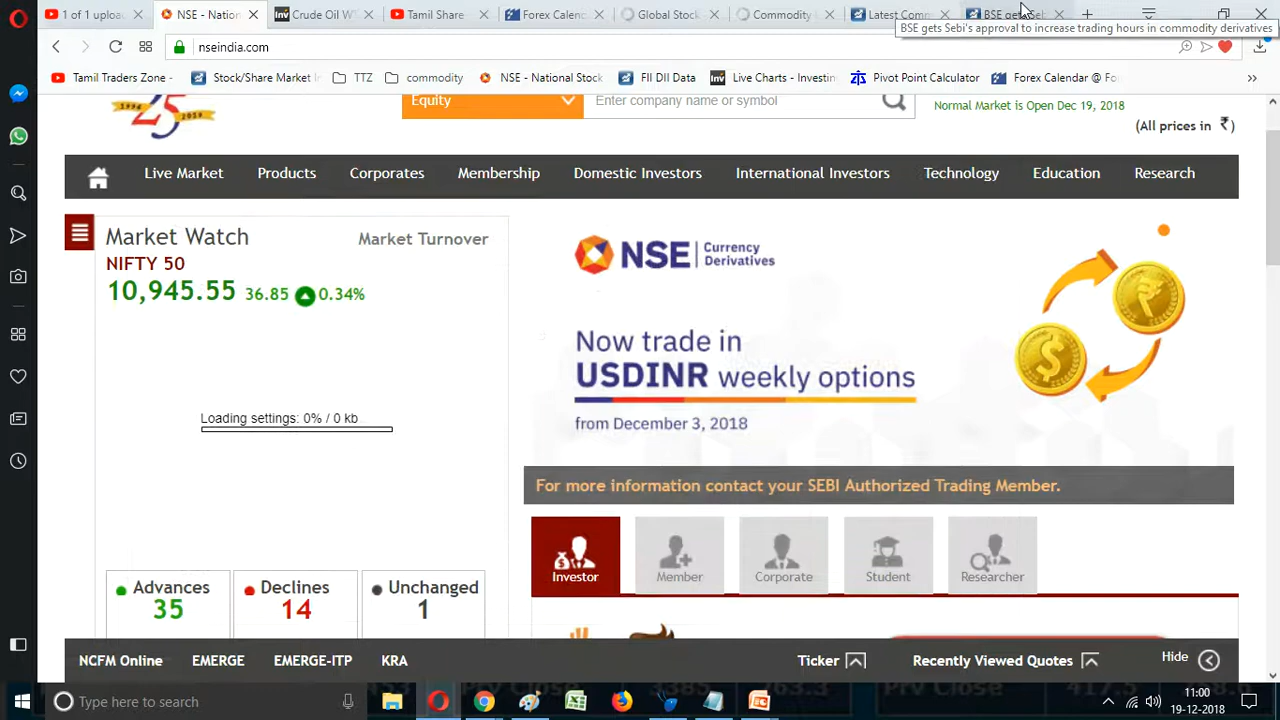 1 of 1 uploa
NSE - Nation
Crude Oil WT
Tamil Share
Forex Calend
Global Stock
Commodity
Latest Comm
BSE gets Seb
BSE gets Sebi's approval to increase trading hours in commodity derivatives
nseindia.com
Tamil Traders Zone -
Stock/Share Market In
TTZ
commodity
NSE - National Stock
FII DII Data
Live Charts - Investin
Pivot Point Calculator
Forex Calendar @ Fo
Equity
Enter company name or symbol
Normal Market is Open Dec 19, 2018
(All prices in ₹)
Live Market
Products
Corporates
Membership
Domestic Investors
International Investors
Technology
Education
Research
Market Watch
Market Turnover
NIFTY 50
10,945.55 36.85 0.34%
Loading settings: 0% / 0 kb
Advances
35
Declines
14
Unchanged
1
NSE Currency
Derivatives
Now trade in
USDINR weekly options
from December 3, 2018
For more information contact your SEBI Authorized Trading Member.
Investor
Member
Corporate
Student
Researcher
NCFM Online
EMERGE
EMERGE-ITP
KRA
Ticker
Recently Viewed Quotes
Hide
Type here to search
11:00
19-12-2018